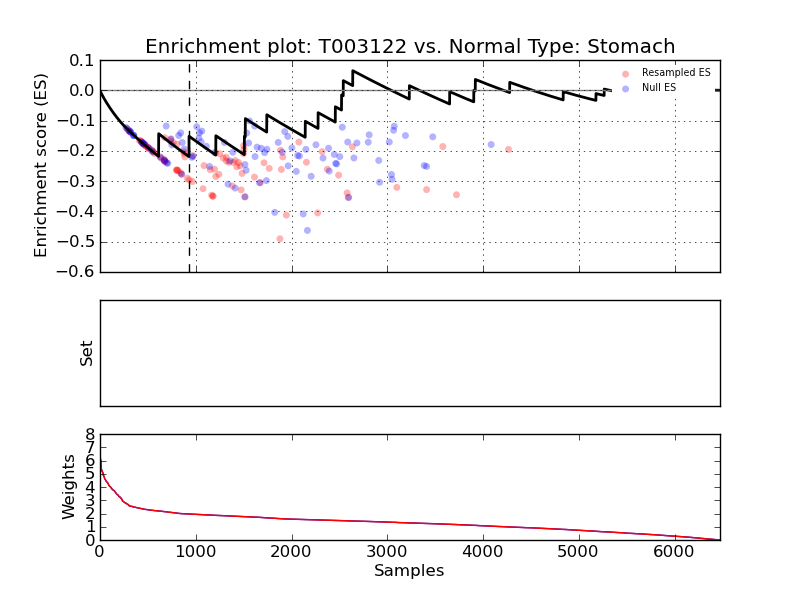 Enrichment plot: T003122 vs. Normal Type: Stomach
Enrichment score (ES)
0.1
0.0
−0.1
−0.2
−0.3
−0.4
−0.5
−0.6
Resampled ES
Null ES
Set
Weights
8
7
6
5
4
3
2
1
0
0 1000 2000 3000 4000 5000 6000
Samples